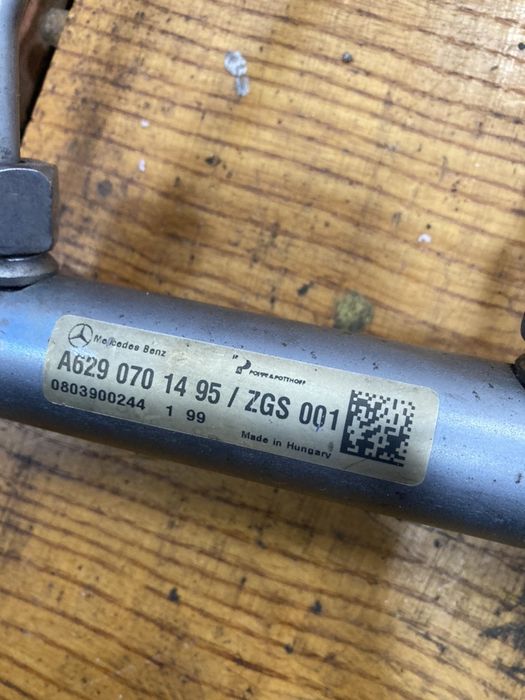 Mercedes Benz
POPPE & POTTHOFF
A629 070 14 95 / ZGS 001
0803900244 1 99
Made in Hungary